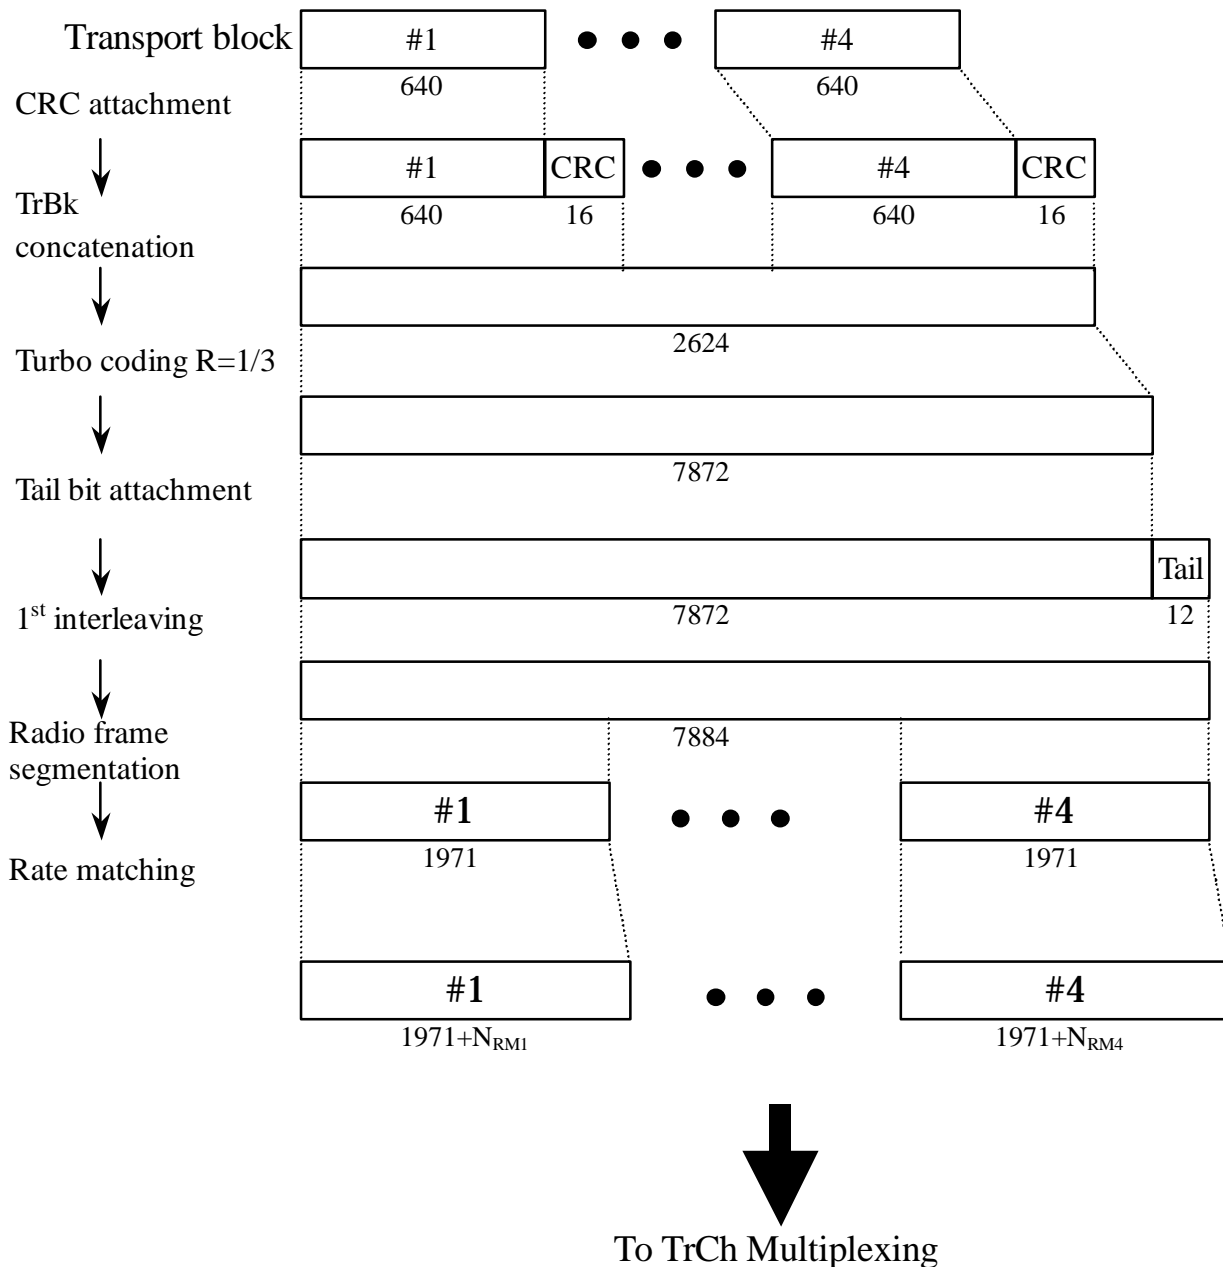 Transport block #1 #4
640 640
CRC attachment
#1 CRC #4 CRC
640 16 640 16
TrBk
concatenation
2624
Turbo coding R=1/3
7872
Tail bit attachment
Tail
7872 12
1st interleaving
7884
Radio frame
segmentation
#1 #4
1971 1971
Rate matching
#1 #4
1971+NRM1 1971+NRM4
To TrCh Multiplexing